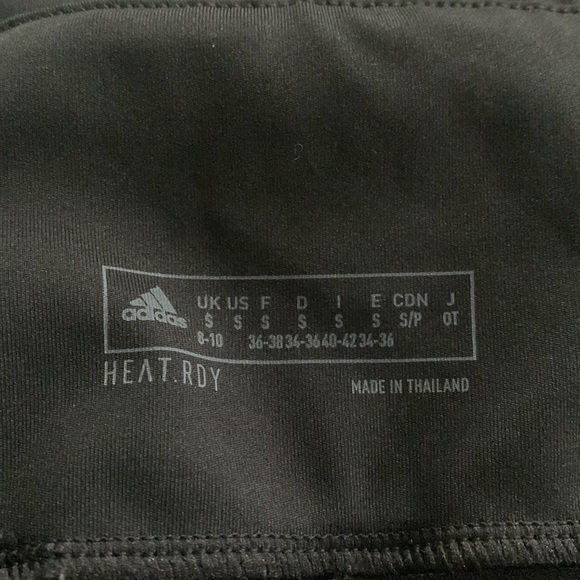 UK US F D I E CDN J
adidas S S S S S S S/P OT
8-10 36-38 34-36 40-42 34-36
HEAT.RDY MADE IN THAILAND